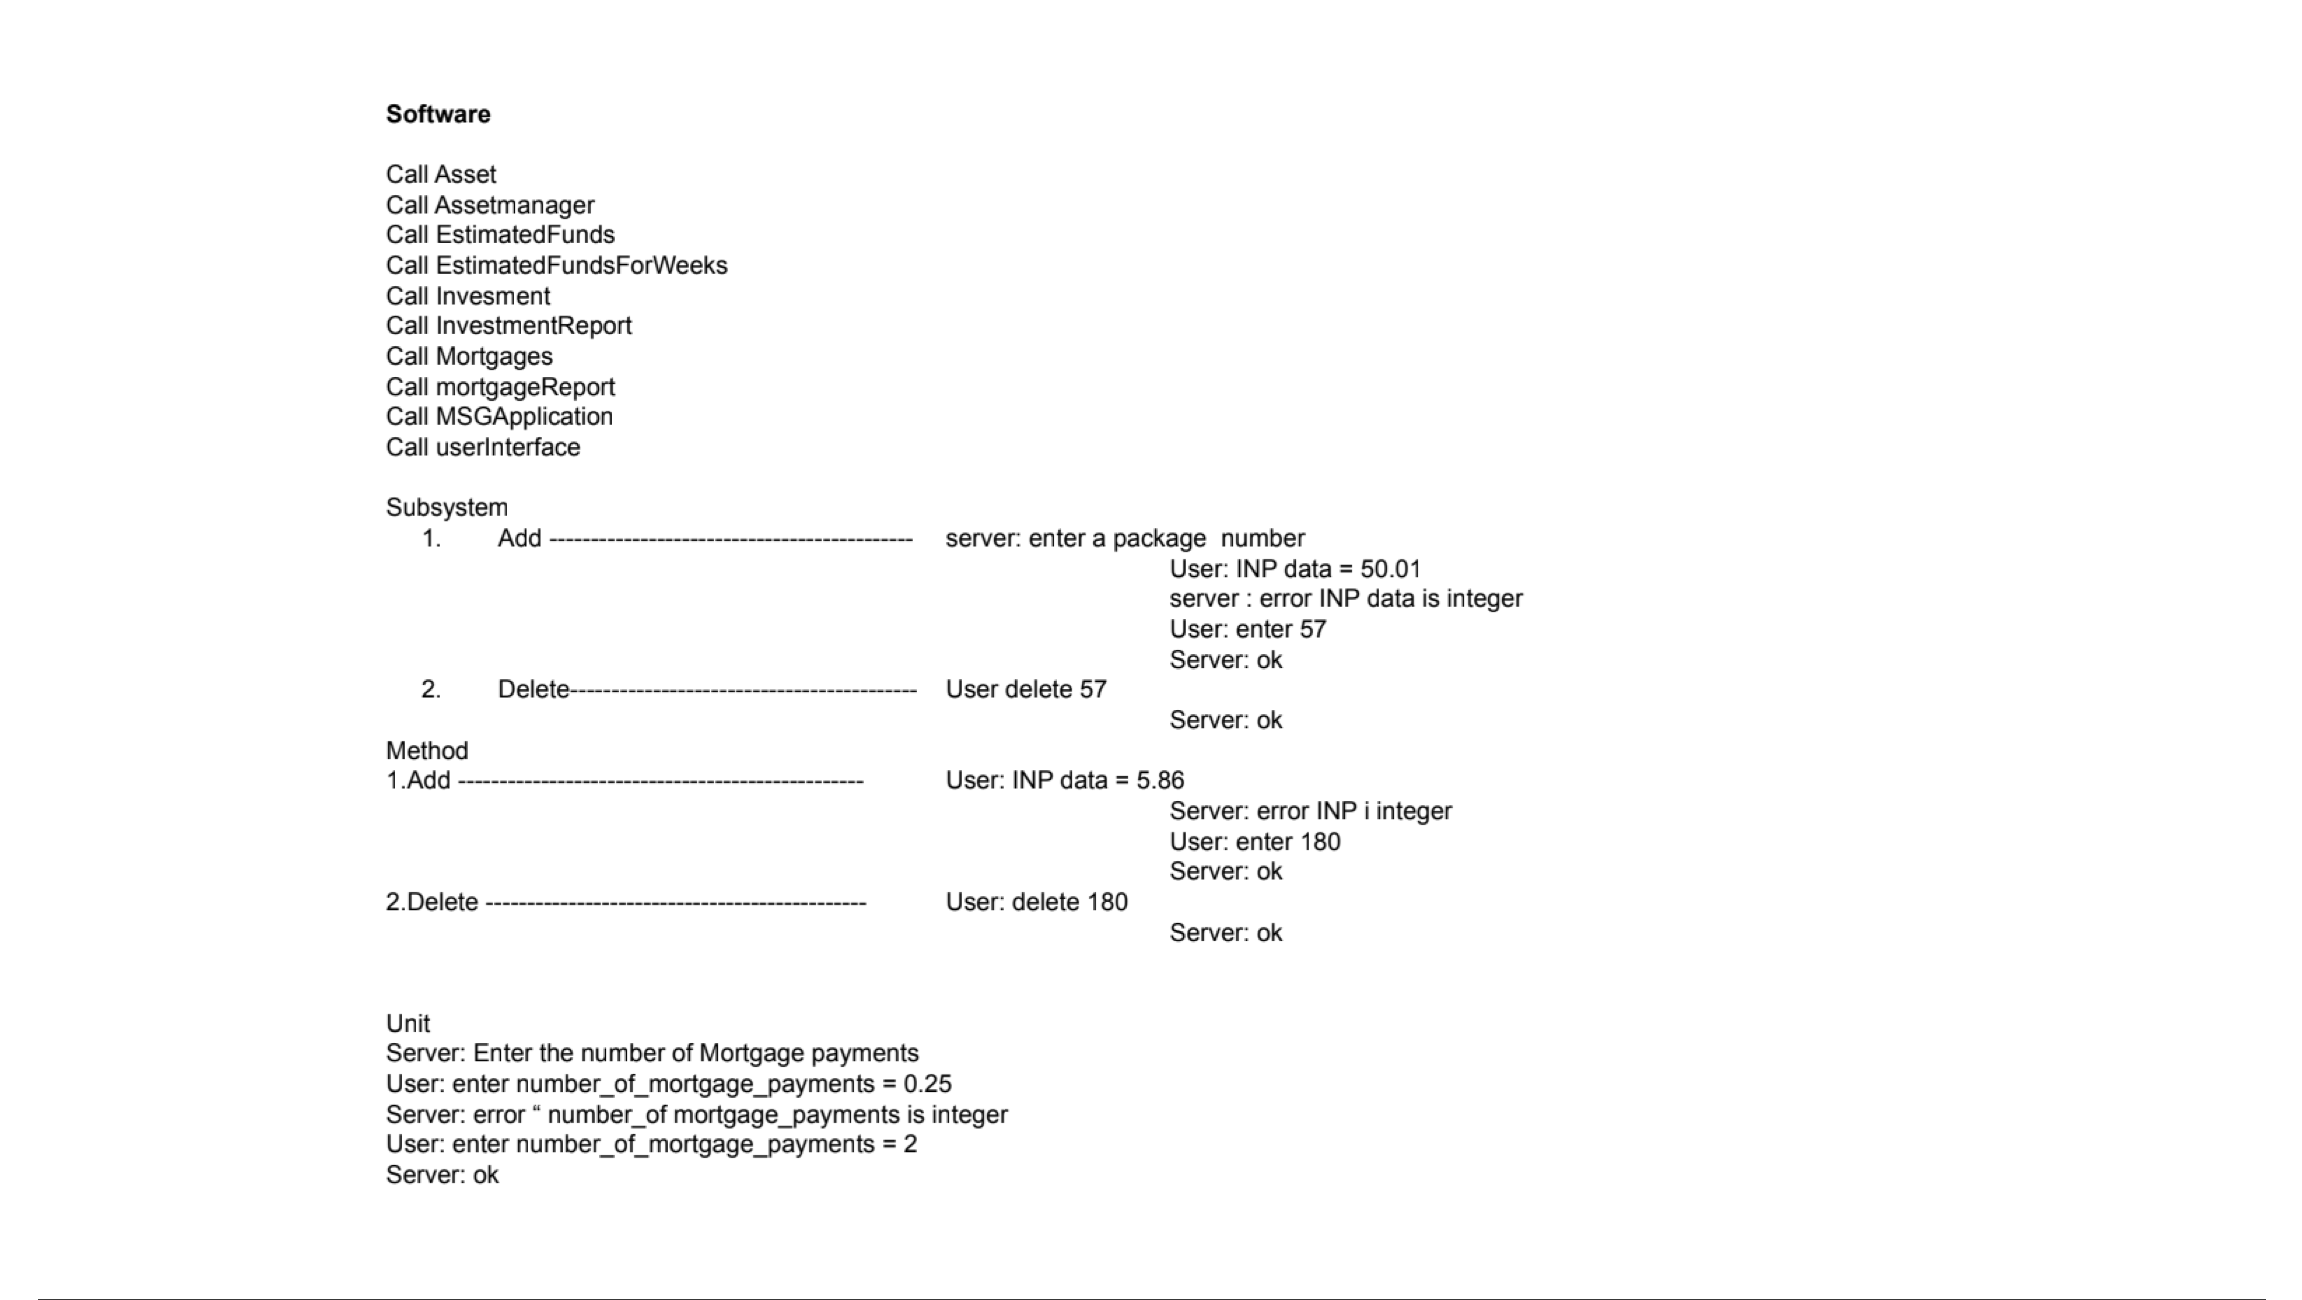 Software
Call Asset
Call Assetmanager
Call EstimatedFunds
Call EstimatedFundsForWeeks
Call Invesment
Call InvestmentReport
Call Mortgages
Call mortgageReport
Call MSGApplication
Call userInterface
Subsystem
1. Add -------------------------------------------- server: enter a package  number
User: INP data = 50.01
server : error INP data is integer
User: enter 57
Server: ok
2. Delete------------------------------------------ User delete 57
Server: ok
Method
1.Add ------------------------------------------------- User: INP data = 5.86
Server: error INP i integer
User: enter 180
Server: ok
2.Delete ---------------------------------------------- User: delete 180
Server: ok
Unit
Server: Enter the number of Mortgage payments
User: enter number_of_mortgage_payments = 0.25
Server: error “ number_of mortgage_payments is integer
User: enter number_of_mortgage_payments = 2
Server: ok